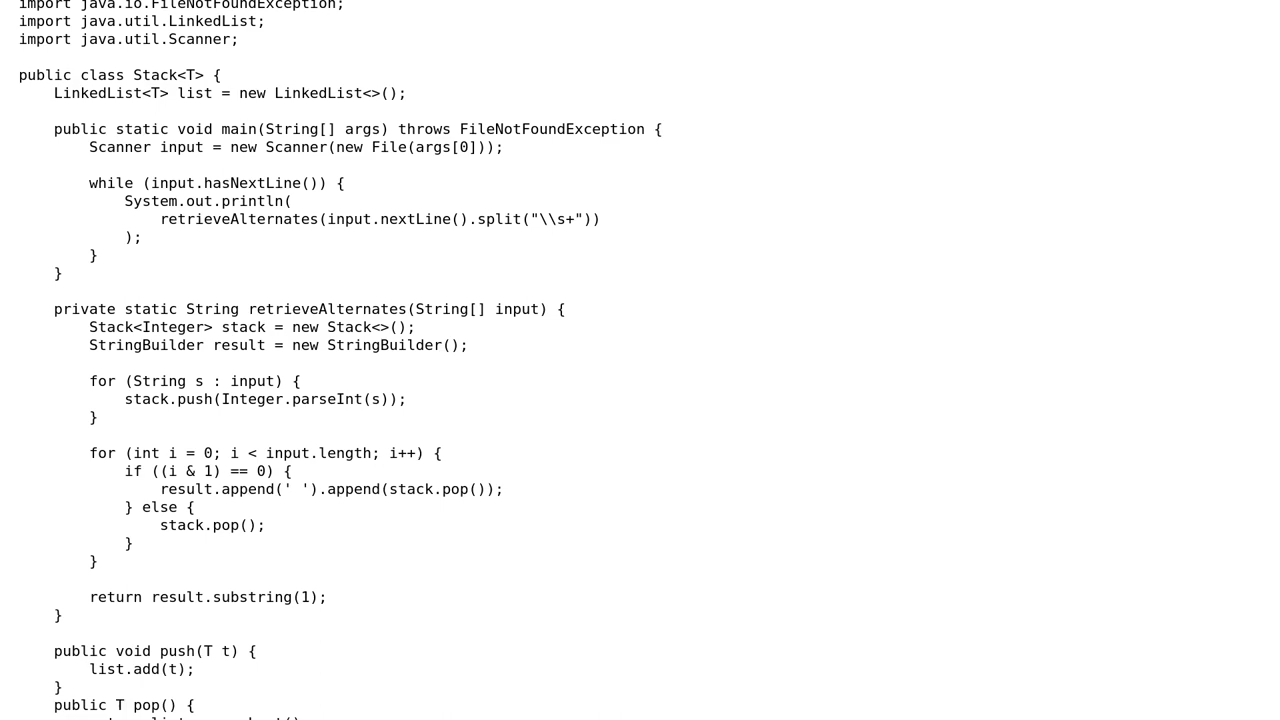 import java.io.FileNotFoundException;
import java.util.LinkedList;
import java.util.Scanner;

public class Stack<T> {
    LinkedList<T> list = new LinkedList<>();

    public static void main(String[] args) throws FileNotFoundException {
        Scanner input = new Scanner(new File(args[0]));

        while (input.hasNextLine()) {
            System.out.println(
                retrieveAlternates(input.nextLine().split("\\s+"))
            );
        }
    }

    private static String retrieveAlternates(String[] input) {
        Stack<Integer> stack = new Stack<>();
        StringBuilder result = new StringBuilder();

        for (String s : input) {
            stack.push(Integer.parseInt(s));
        }

        for (int i = 0; i < input.length; i++) {
            if ((i & 1) == 0) {
                result.append(' ').append(stack.pop());
            } else {
                stack.pop();
            }
        }

        return result.substring(1);
    }

    public void push(T t) {
        list.add(t);
    }
    public T pop() {